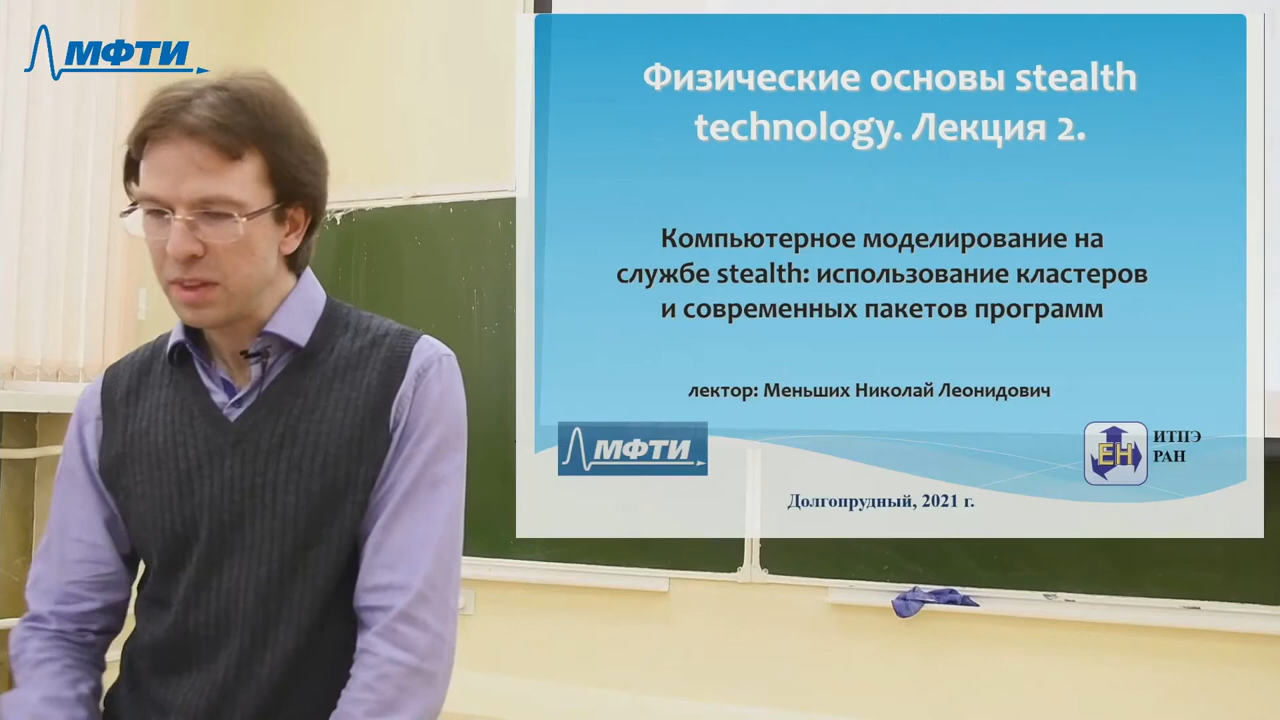 МФТИ
Физические основы stealth
technology. Лекция 2.
Компьютерное моделирование на
службе stealth: использование кластеров
и современных пакетов программ
лектор: Меньших Николай Леонидович
МФТИ
ЕН
ИТПЭ
РАН
Долгопрудный, 2021 г.